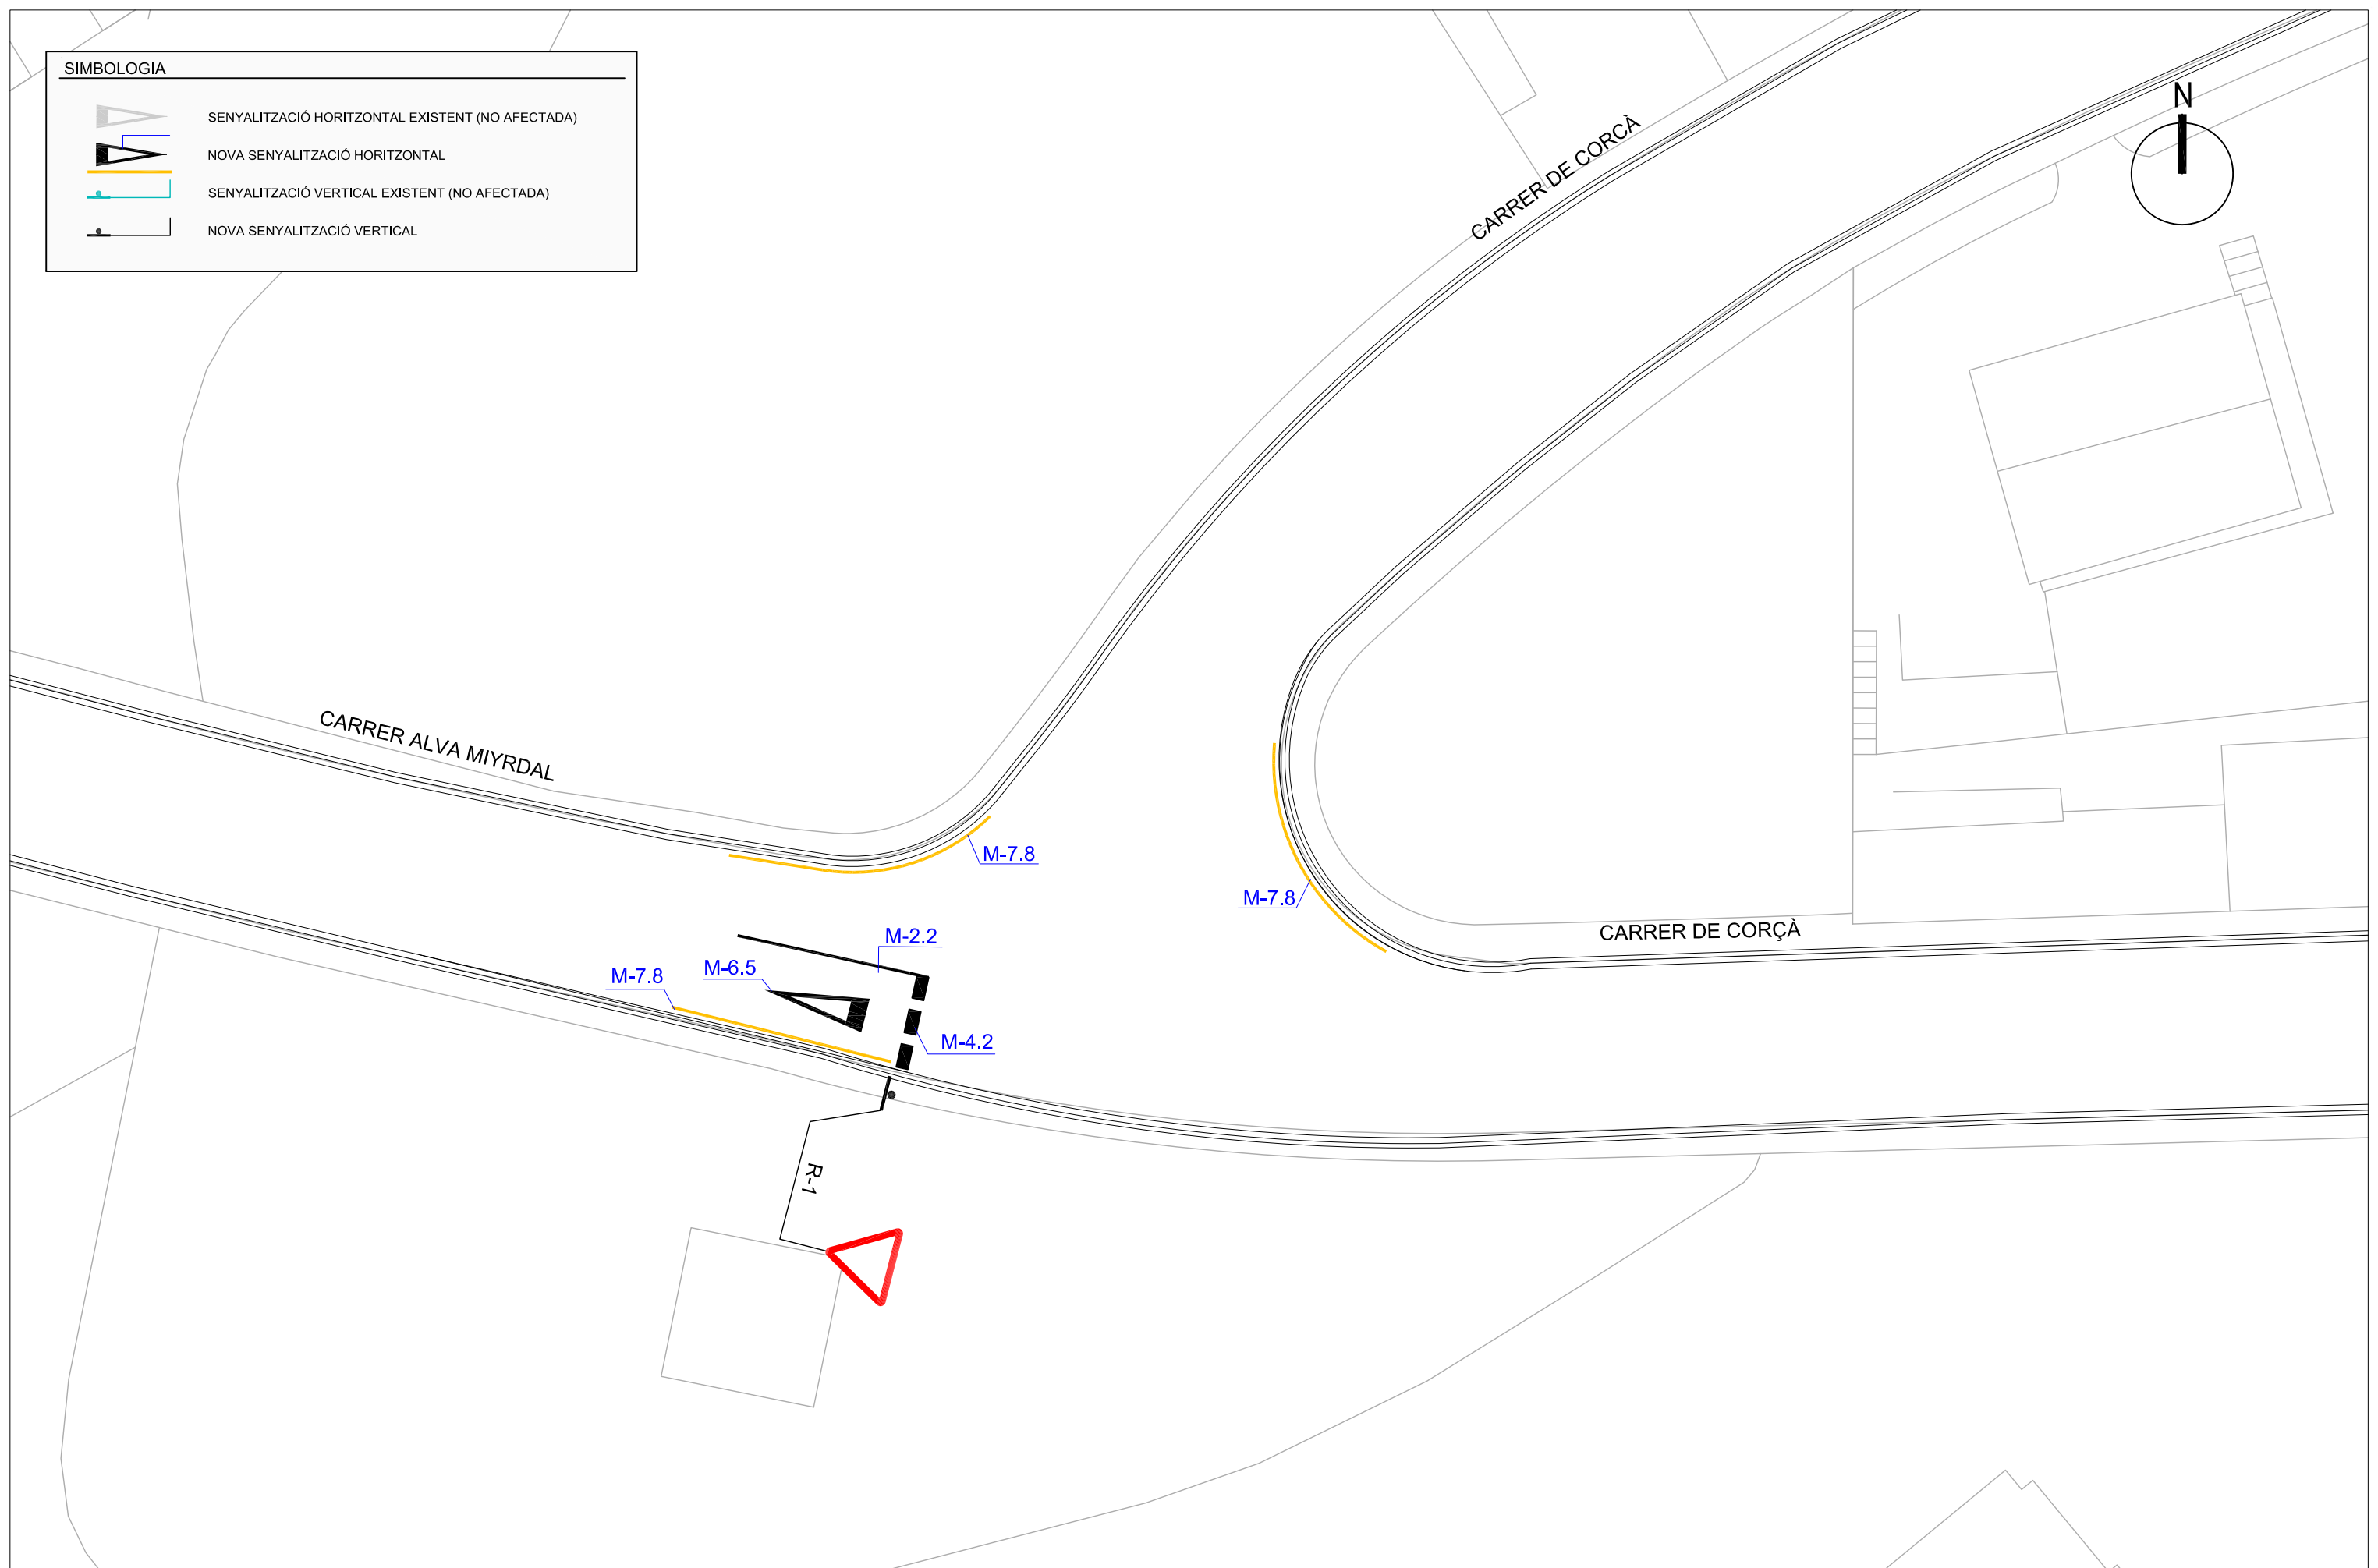 SIMBOLOGIA
SENYALITZACIÓ HORITZONTAL EXISTENT (NO AFECTADA)
NOVA SENYALITZACIÓ HORITZONTAL
SENYALITZACIÓ VERTICAL EXISTENT (NO AFECTADA)
NOVA SENYALITZACIÓ VERTICAL
N
CARRER DE CORCÀ
CARRER ALVA MIYRDAL
M-7.8
M-7.8
CARRER DE CORÇÀ
M-2.2
M-6.5
M-7.8
M-4.2
R-1